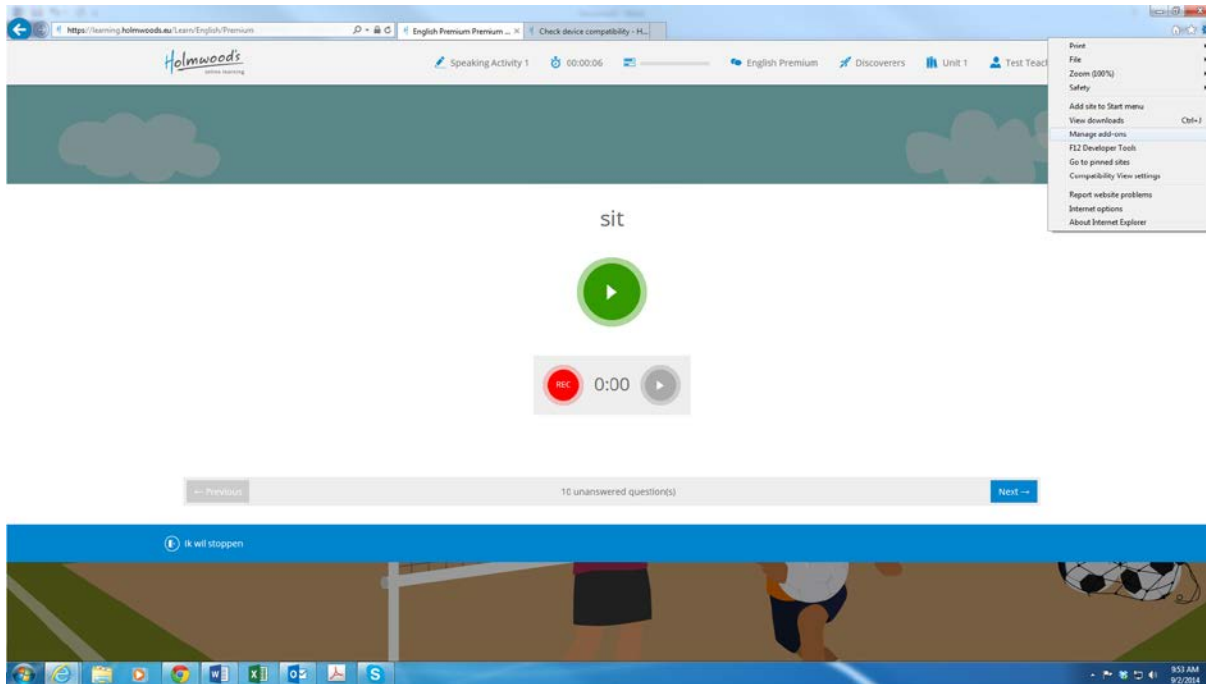 https://learning.holmwoods.eu/Learn/English/Premium
English Premium Premium ...
Check device compatibility - H...
Holmwood's
online learning
Speaking Activity 1
00:00:06
English Premium
Discoverers
Unit 1
Test Teac
Print
File
Zoom (100%)
Safety
Add site to Start menu
View downloads Ctrl+J
Manage add-ons
F12 Developer Tools
Go to pinned sites
Compatibility View settings
Report website problems
Internet options
About Internet Explorer
sit
REC 0:00
← Previous
10 unanswered question(s)
Next →
Ik wil stoppen
9:53 AM
9/2/2014